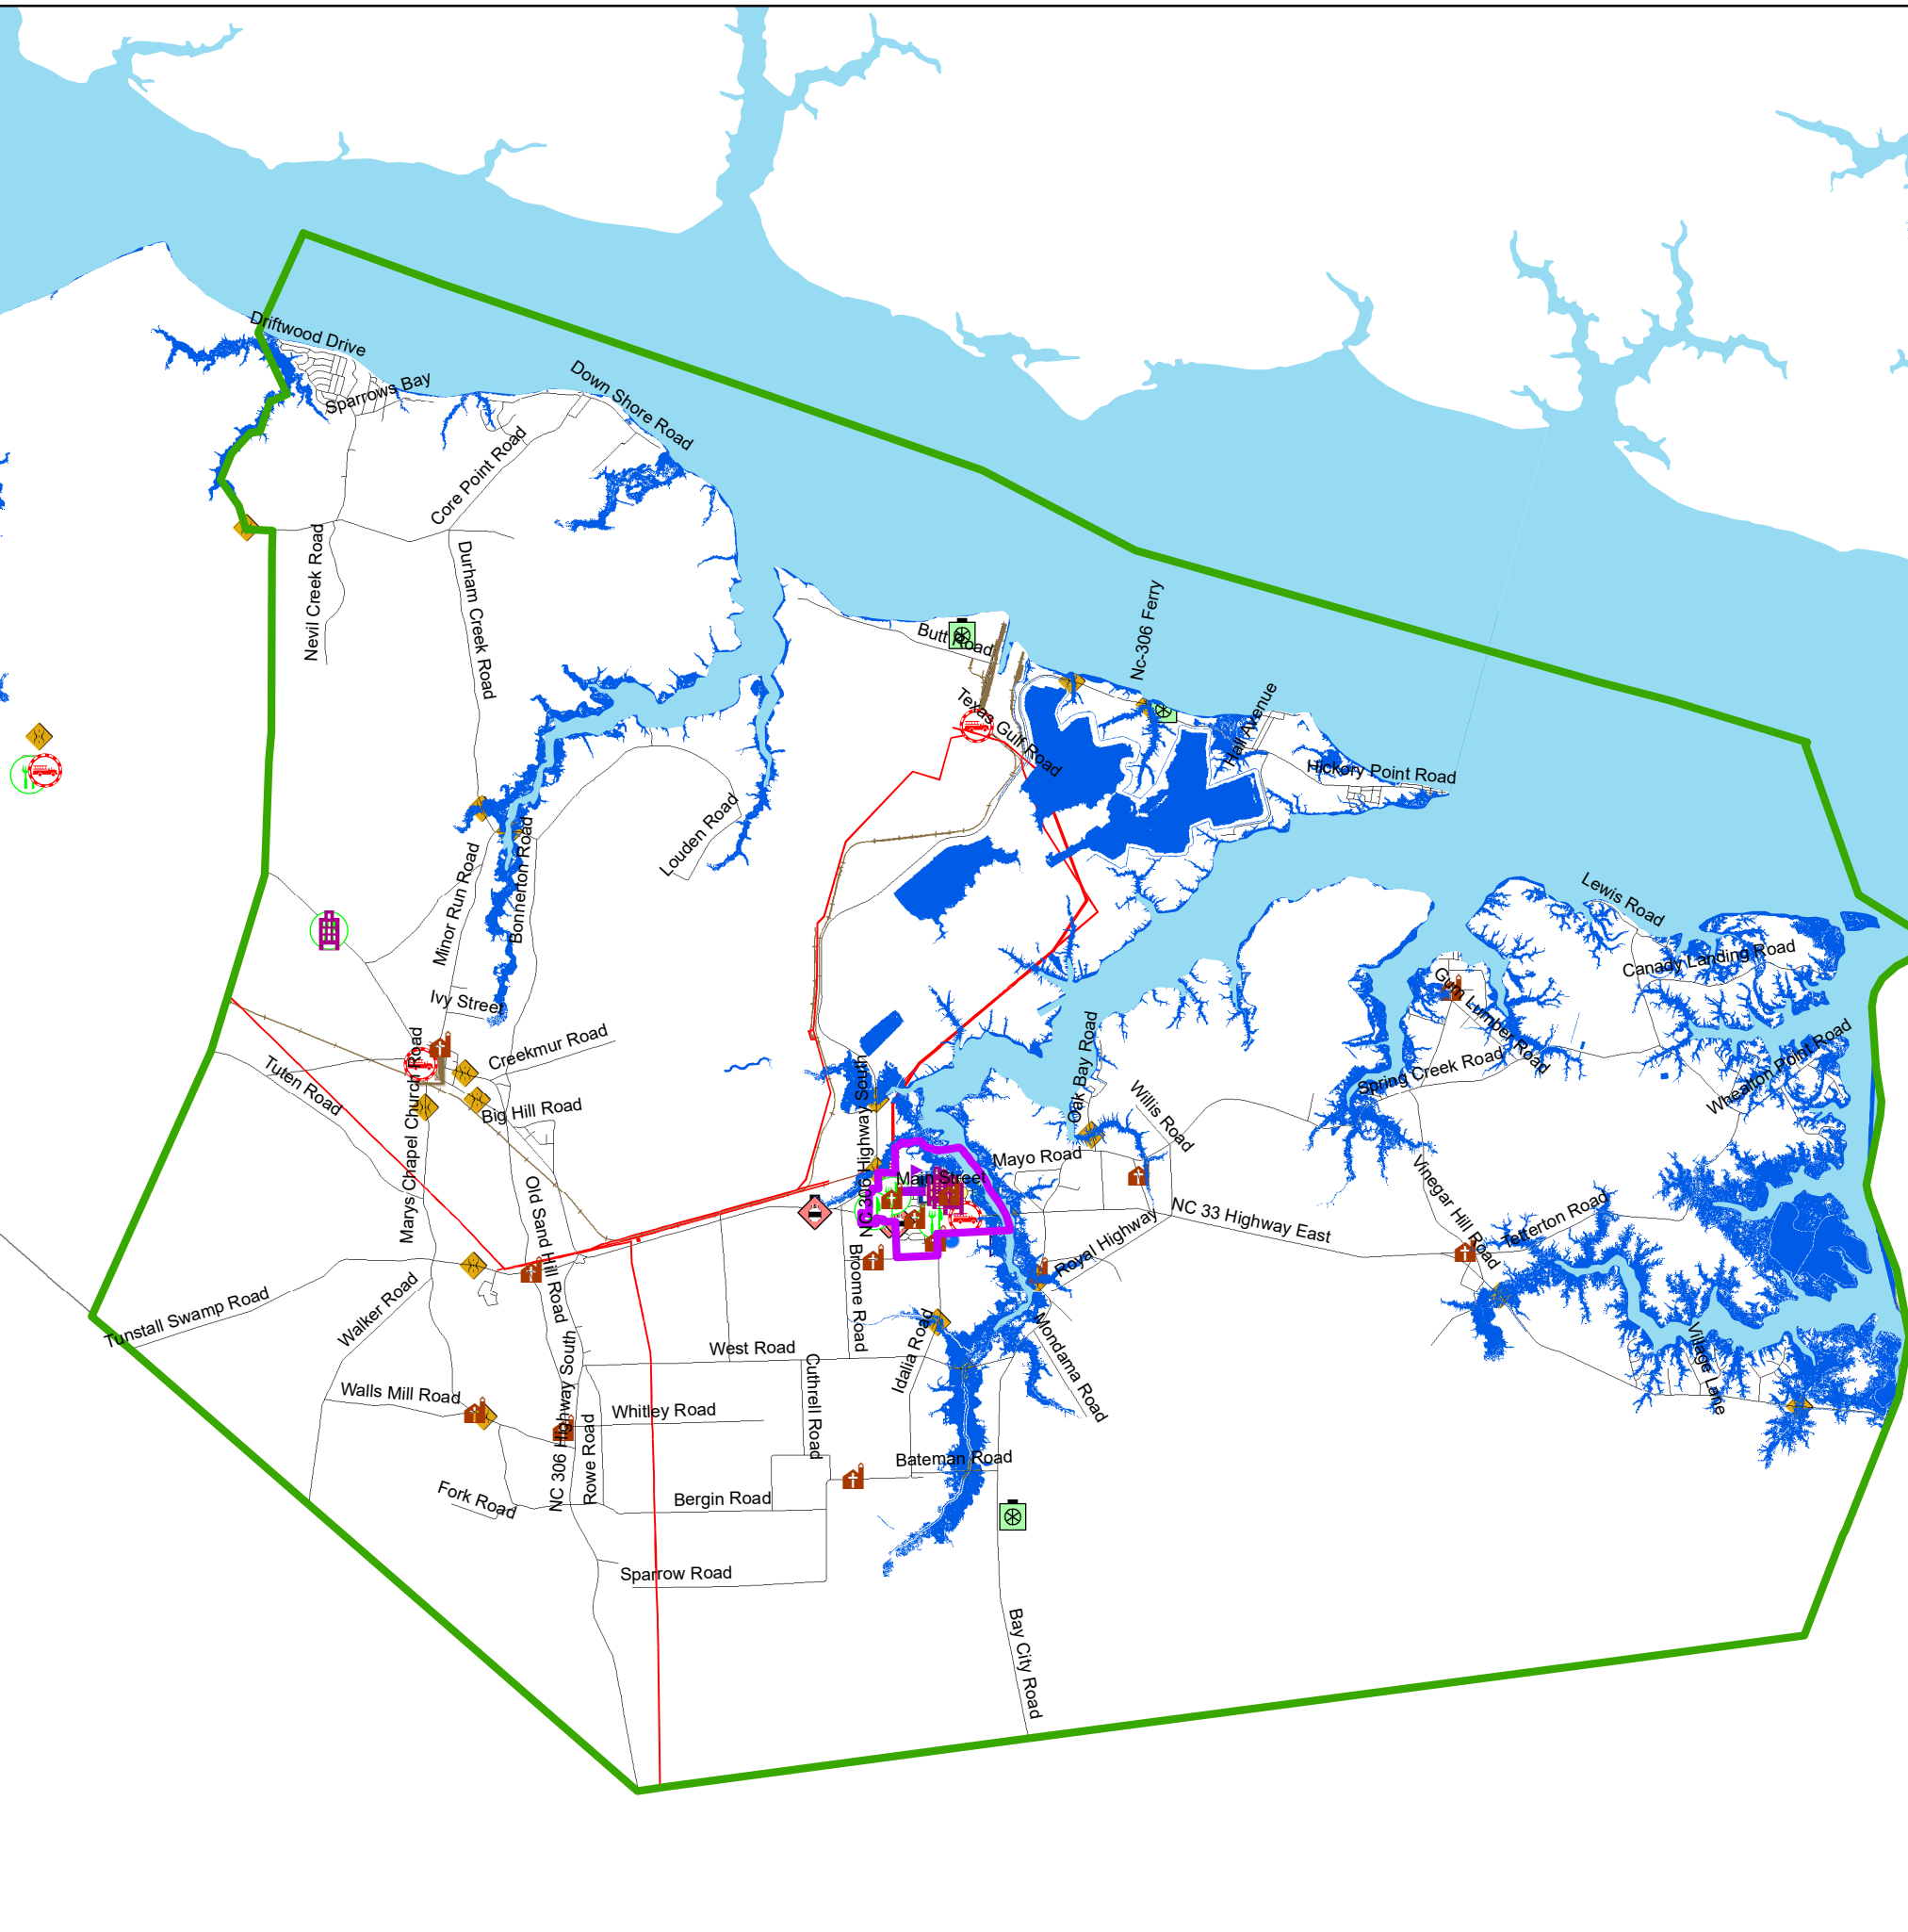 Driftwood Drive
Sparrows Bay
Down Shore Road
Core Point Road
Nevil Creek Road
Durham Creek Road
Butt Road
Nc-306 Ferry
Texas Gulf Road
Hall Avenue
Hickory Point Road
Louden Road
Minor Run Road
Bonnerton Road
Lewis Road
Canady Landing Road
Gum Lumber Road
Ivy Street
Creekmur Road
Marys Chapel Church Road
Tuten Road
Big Hill Road
NC 306 Highway South
Oak Bay Road
Willis Road
Spring Creek Road
Wheaton Point Road
Mayo Road
Main Street
Old Sand Hill Road
NC 33 Highway East
Vinegar Hill Road
Tetterton Road
Royal Highway
Broome Road
Tunstall Swamp Road
Walker Road
West Road
Idalia Road
Mondama Road
Village Lane
Walls Mill Road
NC 306 Highway South
Whitley Road
Cuthrell Road
Rowe Road
Bateman Road
Fork Road
Bergin Road
Sparrow Road
Bay City Road